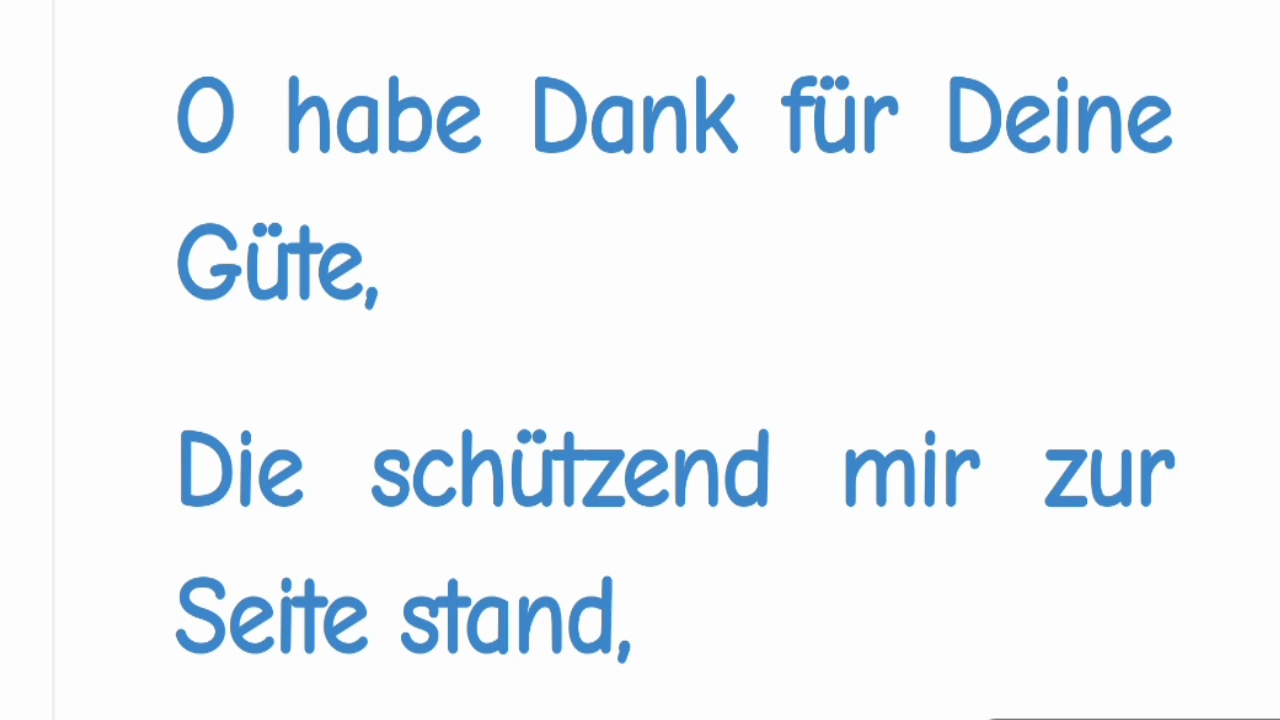 O habe Dank für Deine
Güte,
Die schützend mir zur
Seite stand,